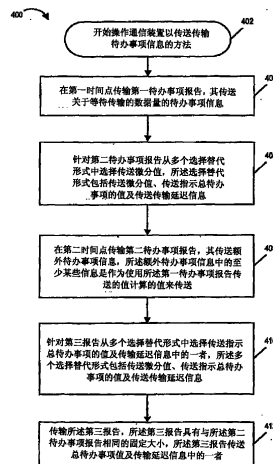 400
402
开始操作通信装置以传送传输
待办事项信息的方法
在第一时间点传输第一待办事项报告，其传送
关于等待传输的数据量的待办事项信息
针对第二待办事项报告从多个选择替代
形式中选择传送微分值，所述选择替代
形式包括传送微分值、传送指示总待办
事项的值及传送传输延迟信息
在第二时间点传输第二待办事项报告，其传送额
外待办事项信息，所述额外待办事项信息中的至
少某些信息是作为使用所述第一待办事项报告传
送的值计算的值来传送
针对第三报告从多个选择替代形式中选择传送指示
总待办事项的值及传输延迟信息中的一者，所述多
个选择替代形式包括传送微分值、传送指示总待办
事项的值及传送传输延迟信息
传输所述第三报告，所述第三报告具有与所述第二
待办事项报告相同的固定大小，所述第三报告传送
总待办事项值及传输延迟信息中的一者